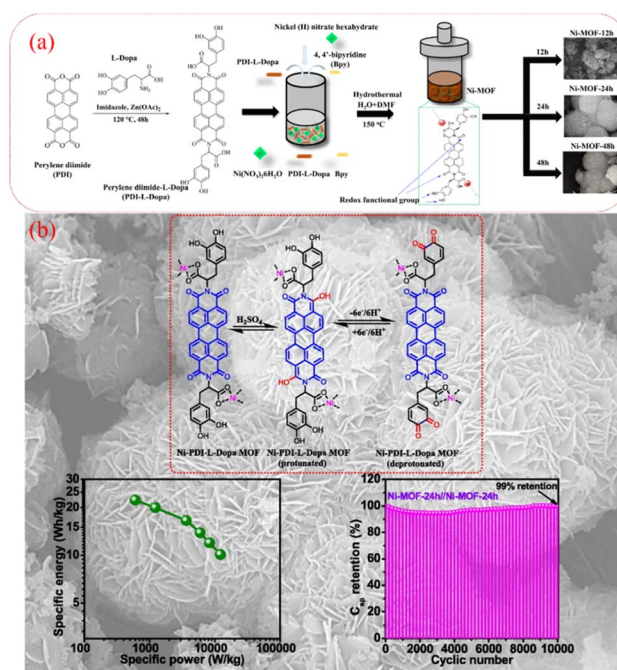 (a)
Nickel (II) nitrate hexahydrate
L-Dopa
PDI-L-Dopa
4, 4'-bipyridine
(Bpy)
Imidazole, Zn(OAc)₂
120 °C, 48h
Perylene diimide
(PDI)
Perylene diimide-L-Dopa
(PDI-L-Dopa)
Ni(NO₃)₂6H₂O
PDI-L-Dopa
Bpy
Hydrothermal
H₂O+DMF
150 °C
Ni-MOF
Redox functional group
12h
24h
48h
Ni-MOF-12h
Ni-MOF-24h
Ni-MOF-48h
(b)
H₂SO₄
-6e⁻/6H⁺
+6e⁻/6H⁺
Ni-PDI-L-Dopa MOF
Ni-PDI-L-Dopa MOF
(protonated)
Ni-PDI-L-Dopa MOF
(deprotonated)
Specific energy (Wh/kg)
30
25
20
15
10
5
100
1000
10000
100000
Specific power (W/kg)
Csp retention (%)
120
100
80
60
40
20
0
Ni-MOF-24h//Ni-MOF-24h
99% retention
0
2000
4000
6000
8000
10000
Cyclic number